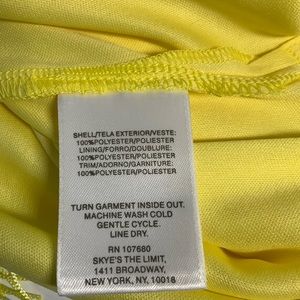 SHELL/TELA EXTERIOR/VESTE:
100%POLYESTER/POLIESTER
LINING/FORRO/DOUBLURE:
100%POLYESTER/POLIESTER
TRIM/ADORNO/GARNITURE:
100%POLYESTER/POLIESTER
TURN GARMENT INSIDE OUT.
MACHINE WASH COLD
GENTLE CYCLE.
LINE DRY.
RN 107680
SKYE'S THE LIMIT,
1411 BROADWAY,
NEW YORK, NY, 10018